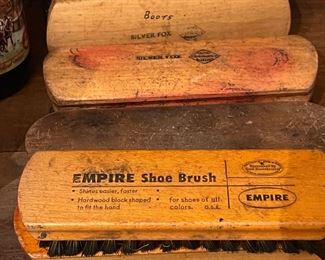 BOOTS
SILVER FOX
SILVER FOX
EMPIRE Shoe Brush
• Shines easier, faster
• Hardwood block shaped
to fit the hand
• for shoes of all
colors. U.S.A.
EMPIRE